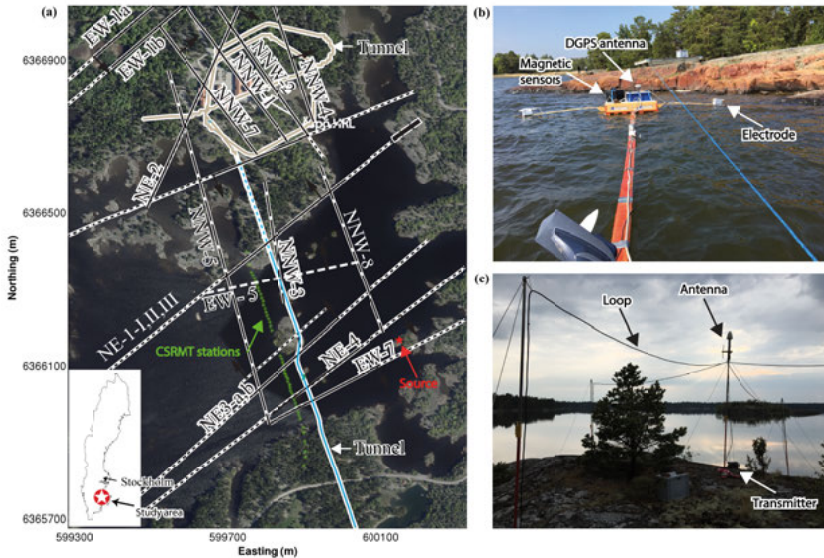 (a)
EW-1a
EW-1b
Tunnel
NNW-2
NNW-1
NNW-4
NNW-7
NE-2
NNW-6
NNW-8
NNW-3
EW - 5
CSRMT stations
NE-1-I,II,III
NE-4
EW-7
Source
NE3-a,b
Tunnel
Stockholm
Study area
6366900
6366500
6366100
6365700
Northing (m)
599300
599700
600100
Easting (m)
(b)
DGPS antenna
Magnetic
sensors
Electrode
(c)
Loop
Antenna
Transmitter